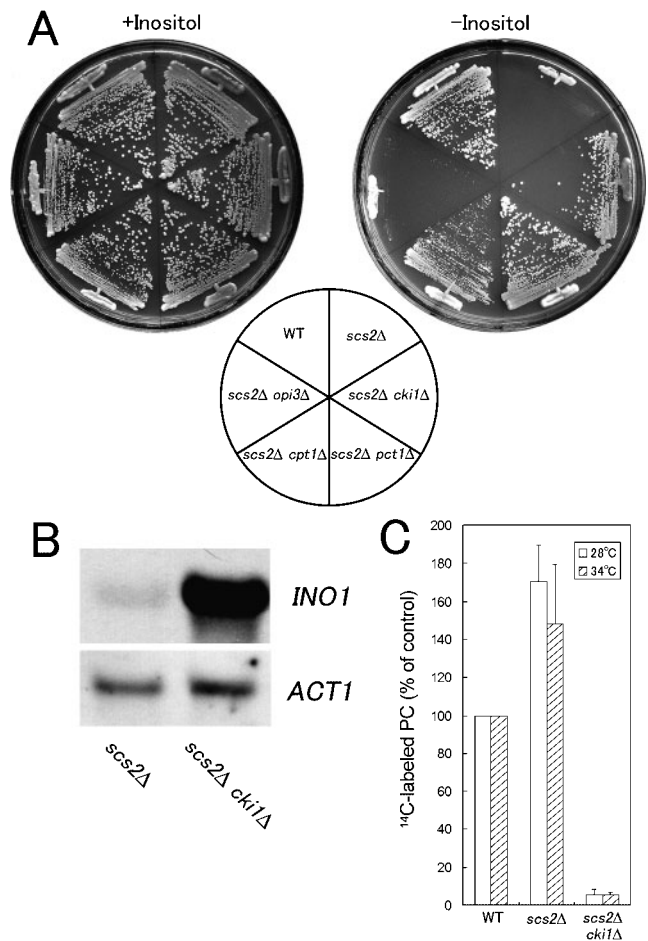 A
+Inositol
−Inositol
WT
scs2Δ
scs2Δ opi3Δ
scs2Δ cki1Δ
scs2Δ cpt1Δ
scs2Δ pct1Δ
B
INO1
ACT1
scs2Δ
scs2Δ cki1Δ
C
¹⁴C-labeled PC (% of control)
200
180
160
140
120
100
80
60
40
20
0
28°C
34°C
WT
scs2Δ
scs2Δ
cki1Δ